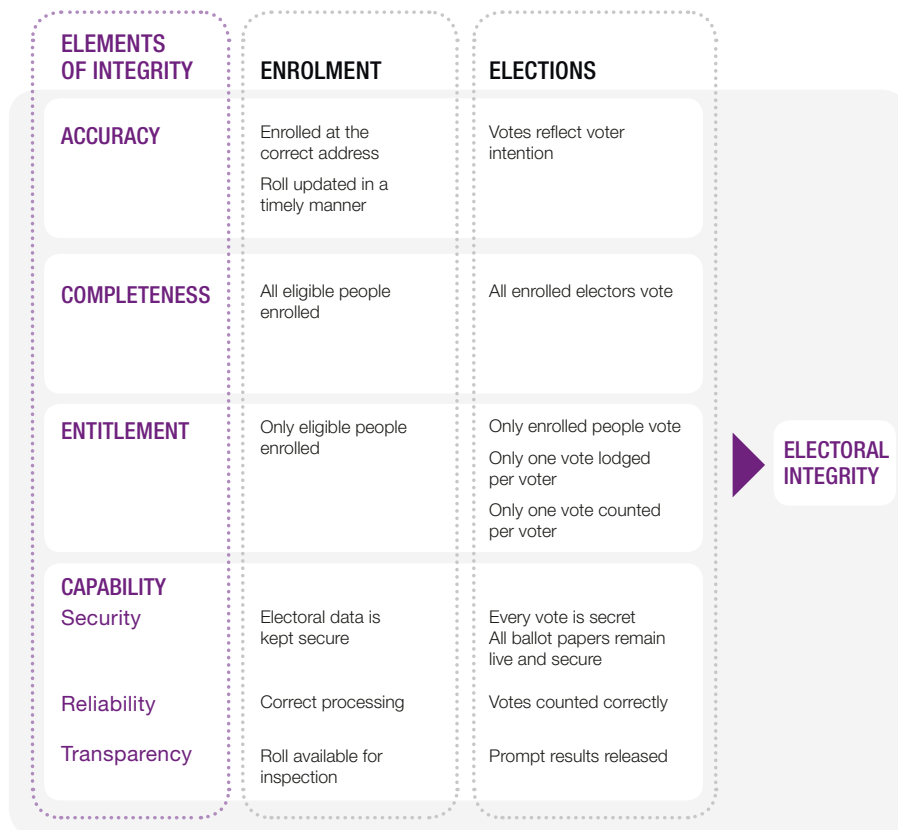 ELEMENTS
OF INTEGRITY
ENROLMENT
ELECTIONS
ACCURACY
Enrolled at the
correct address
Roll updated in a
timely manner
Votes reflect voter
intention
COMPLETENESS
All eligible people
enrolled
All enrolled electors vote
ENTITLEMENT
Only eligible people
enrolled
Only enrolled people vote
Only one vote lodged
per voter
Only one vote counted
per voter
CAPABILITY
Security
Electoral data is
kept secure
Every vote is secret
All ballot papers remain
live and secure
Reliability
Correct processing
Votes counted correctly
Transparency
Roll available for
inspection
Prompt results released
ELECTORAL
INTEGRITY